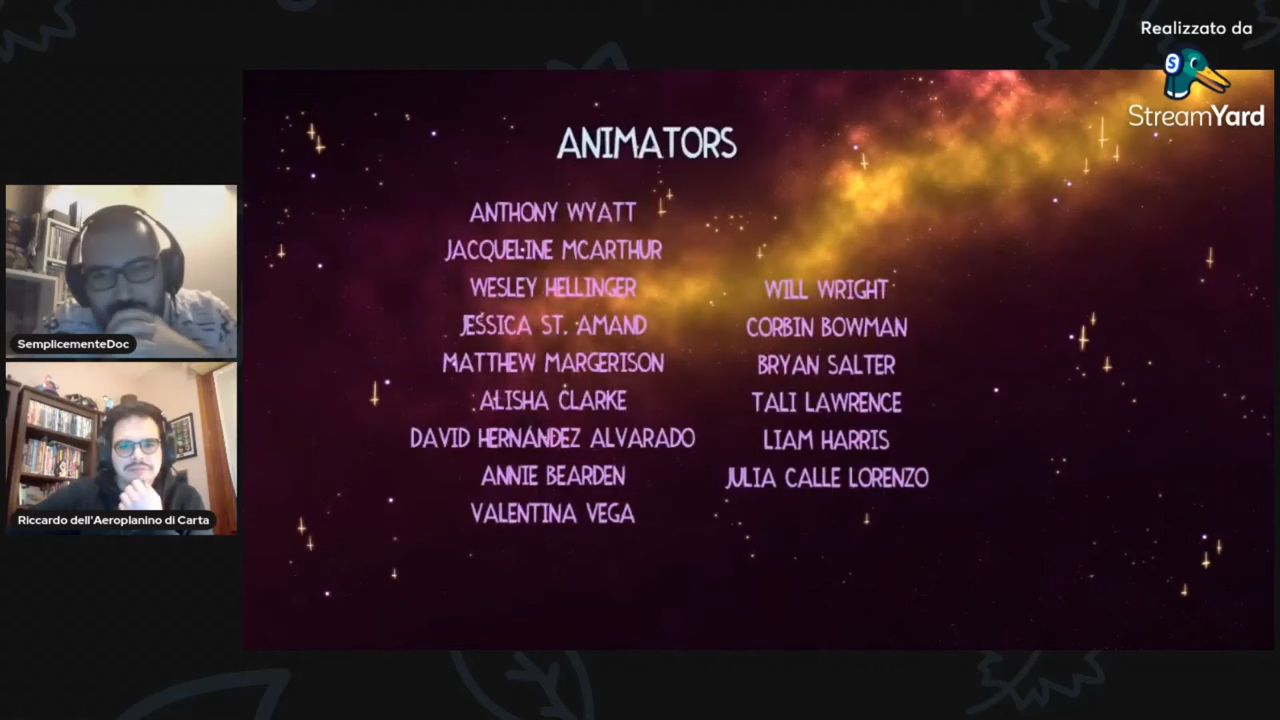 Realizzato da
StreamYard
ANIMATORS
ANTHONY WYATT
JACQUELINE MCARTHUR
WESLEY HELLINGER
JESSICA ST. AMAND
MATTHEW MARGERISON
ALISHA CLARKE
DAVID HERNÁNDEZ ALVARADO
ANNIE BEARDEN
VALENTINA VEGA
WILL WRIGHT
CORBIN BOWMAN
BRYAN SALTER
TALI LAWRENCE
LIAM HARRIS
JULIA CALLE LORENZO
SemplicementeDoc
Riccardo dell'Aeroplanino di Carta